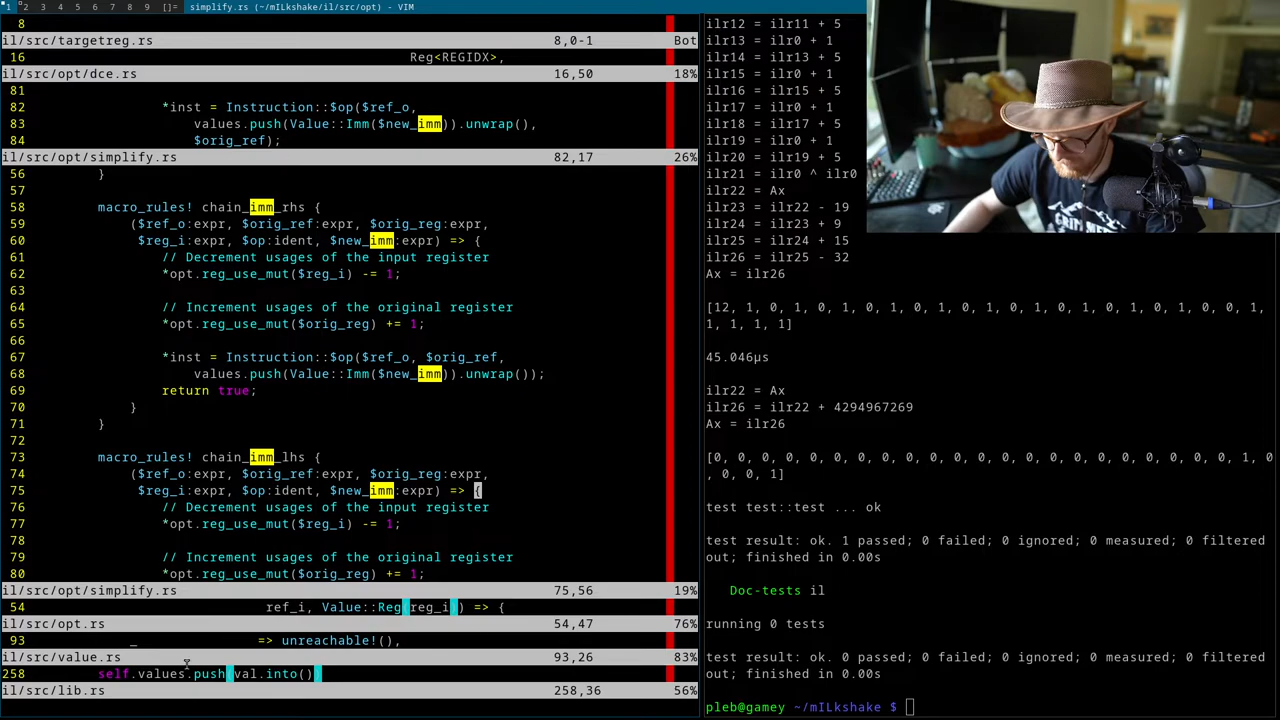 1 2 3 4 5 6 7 8 9 []= simplify.rs (~/mILkshake/il/src/opt) - VIM
8
il/src/targetreg.rs 8,0-1 Bot
16 Reg<REGIDX>,
il/src/opt/dce.rs 16,50 18%
81
82 *inst = Instruction::$op($ref_o,
83 values.push(Value::Imm($new_imm)).unwrap(),
84 $orig_ref);
il/src/opt/simplify.rs 82,17 26%
56 }
57
58 macro_rules! chain_imm_rhs {
59 ($ref_o:expr, $orig_ref:expr, $orig_reg:expr,
60 $reg_i:expr, $op:ident, $new_imm:expr) => {
61 // Decrement usages of the input register
62 *opt.reg_use_mut($reg_i) -= 1;
63
64 // Increment usages of the original register
65 *opt.reg_use_mut($orig_reg) += 1;
66
67 *inst = Instruction::$op($ref_o, $orig_ref,
68 values.push(Value::Imm($new_imm)).unwrap());
69 return true;
70 }
71 }
72
73 macro_rules! chain_imm_lhs {
74 ($ref_o:expr, $orig_ref:expr, $orig_reg:expr,
75 $reg_i:expr, $op:ident, $new_imm:expr) => {
76 // Decrement usages of the input register
77 *opt.reg_use_mut($reg_i) -= 1;
78
79 // Increment usages of the original register
80 *opt.reg_use_mut($orig_reg) += 1;
il/src/opt/simplify.rs 75,56 19%
54 ref_i, Value::Reg(reg_i)) => {
il/src/opt.rs 54,47 76%
93 _ => unreachable!(),
il/src/value.rs 93,26 83%
258 self.values.push(val.into())
il/src/lib.rs 258,36 56%
ilr12 = ilr11 + 5
ilr13 = ilr0 + 1
ilr14 = ilr13 + 5
ilr15 = ilr0 + 1
ilr16 = ilr15 + 5
ilr17 = ilr0 + 1
ilr18 = ilr17 + 5
ilr19 = ilr0 + 1
ilr20 = ilr19 + 5
ilr21 = ilr0 ^ ilr0
ilr22 = Ax
ilr23 = ilr22 - 19
ilr24 = ilr23 + 9
ilr25 = ilr24 + 15
ilr26 = ilr25 - 32
Ax = ilr26
[12, 1, 0, 1, 0, 1, 0, 1, 0, 1, 0, 1, 0, 1, 0, 1, 0, 1, 0, 1, 0, 0, 1,
1, 1, 1, 1]
45.046µs
ilr22 = Ax
ilr26 = ilr22 + 4294967269
Ax = ilr26
[0, 0, 0, 0, 0, 0, 0, 0, 0, 0, 0, 0, 0, 0, 0, 0, 0, 0, 0, 0, 0, 0, 1, 0
, 0, 0, 1]
test test::test ... ok
test result: ok. 1 passed; 0 failed; 0 ignored; 0 measured; 0 filtered
out; finished in 0.00s
Doc-tests il
running 0 tests
test result: ok. 0 passed; 0 failed; 0 ignored; 0 measured; 0 filtered
out; finished in 0.00s
pleb@gamey ~/mILkshake $